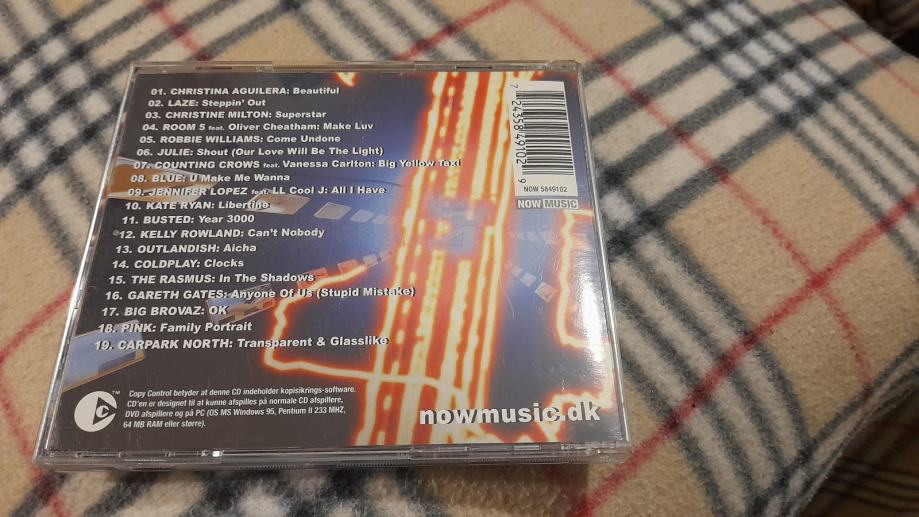 01. CHRISTINA AGUILERA: Beautiful
02. LAZE: Steppin' Out
03. CHRISTINE MILTON: Superstar
04. ROOM 5 feat. Oliver Cheatham: Make Luv
05. ROBBIE WILLIAMS: Come Undone
06. JULIE: Shout (Our Love Will Be The Light)
07. COUNTING CROWS feat. Vanessa Carlton: Big Yellow Taxi
08. BLUE: U Make Me Wanna
09. JENNIFER LOPEZ feat. LL Cool J: All I Have
10. KATE RYAN: Libertine
11. BUSTED: Year 3000
12. KELLY ROWLAND: Can't Nobody
13. OUTLANDISH: Aicha
14. COLDPLAY: Clocks
15. THE RASMUS: In The Shadows
16. GARETH GATES: Anyone Of Us (Stupid Mistake)
17. BIG BROVAZ: OK
18. PINK: Family Portrait
19. CARPARK NORTH: Transparent & Glasslike
7 24358 49102 9
NOW 5849102
NOW MUSIC
Copy Control betyder at denne CD indeholder kopisikrings-software.
CD'en er designet til at kunne afspilles på normale CD afspillere,
DVD afspillere og på PC (OS MS Windows 95, Pentium II 233 MHZ,
64 MB RAM eller større).
nowmusic.dk